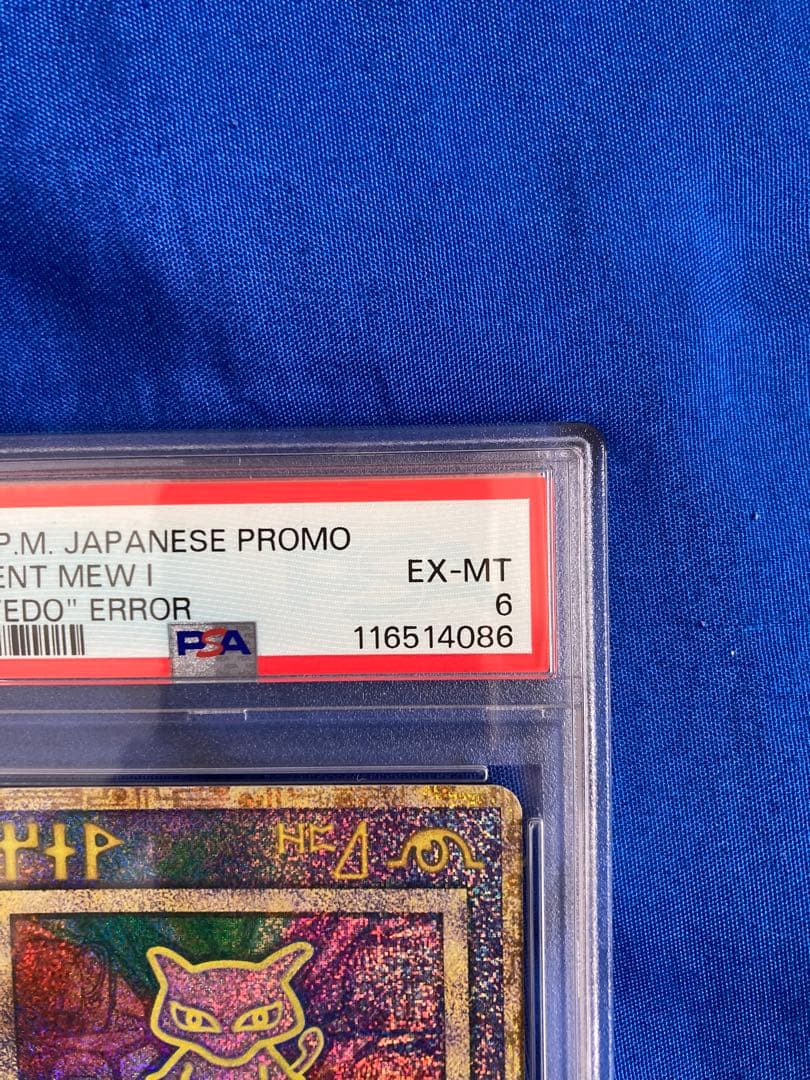 P.M. JAPANESE PROMO
ENT MEW I EX-MT
EDO" ERROR 6
PSA 116514086